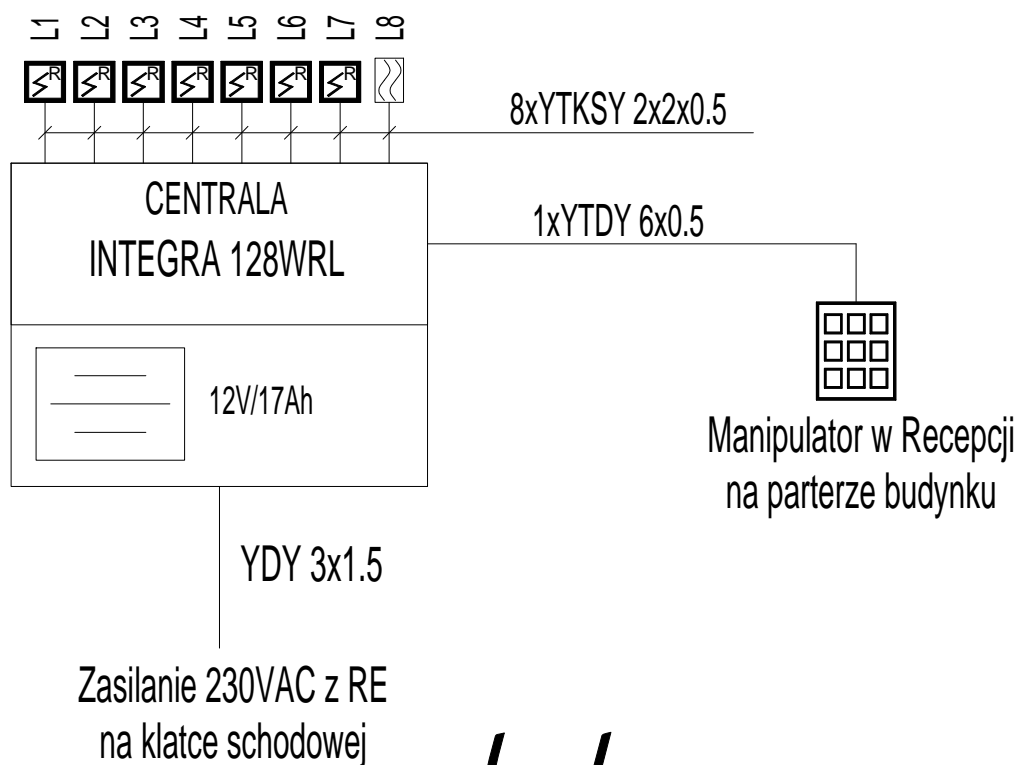 L1 L2 L3 L4 L5 L6 L7 L8
R R R R R R R
8xYTKSY 2x2x0.5
CENTRALA
INTEGRA 128WRL
1xYTDY 6x0.5
12V/17Ah
Manipulator w Recepcji
na parterze budynku
YDY 3x1.5
Zasilanie 230VAC z RE
na klatce schodowej